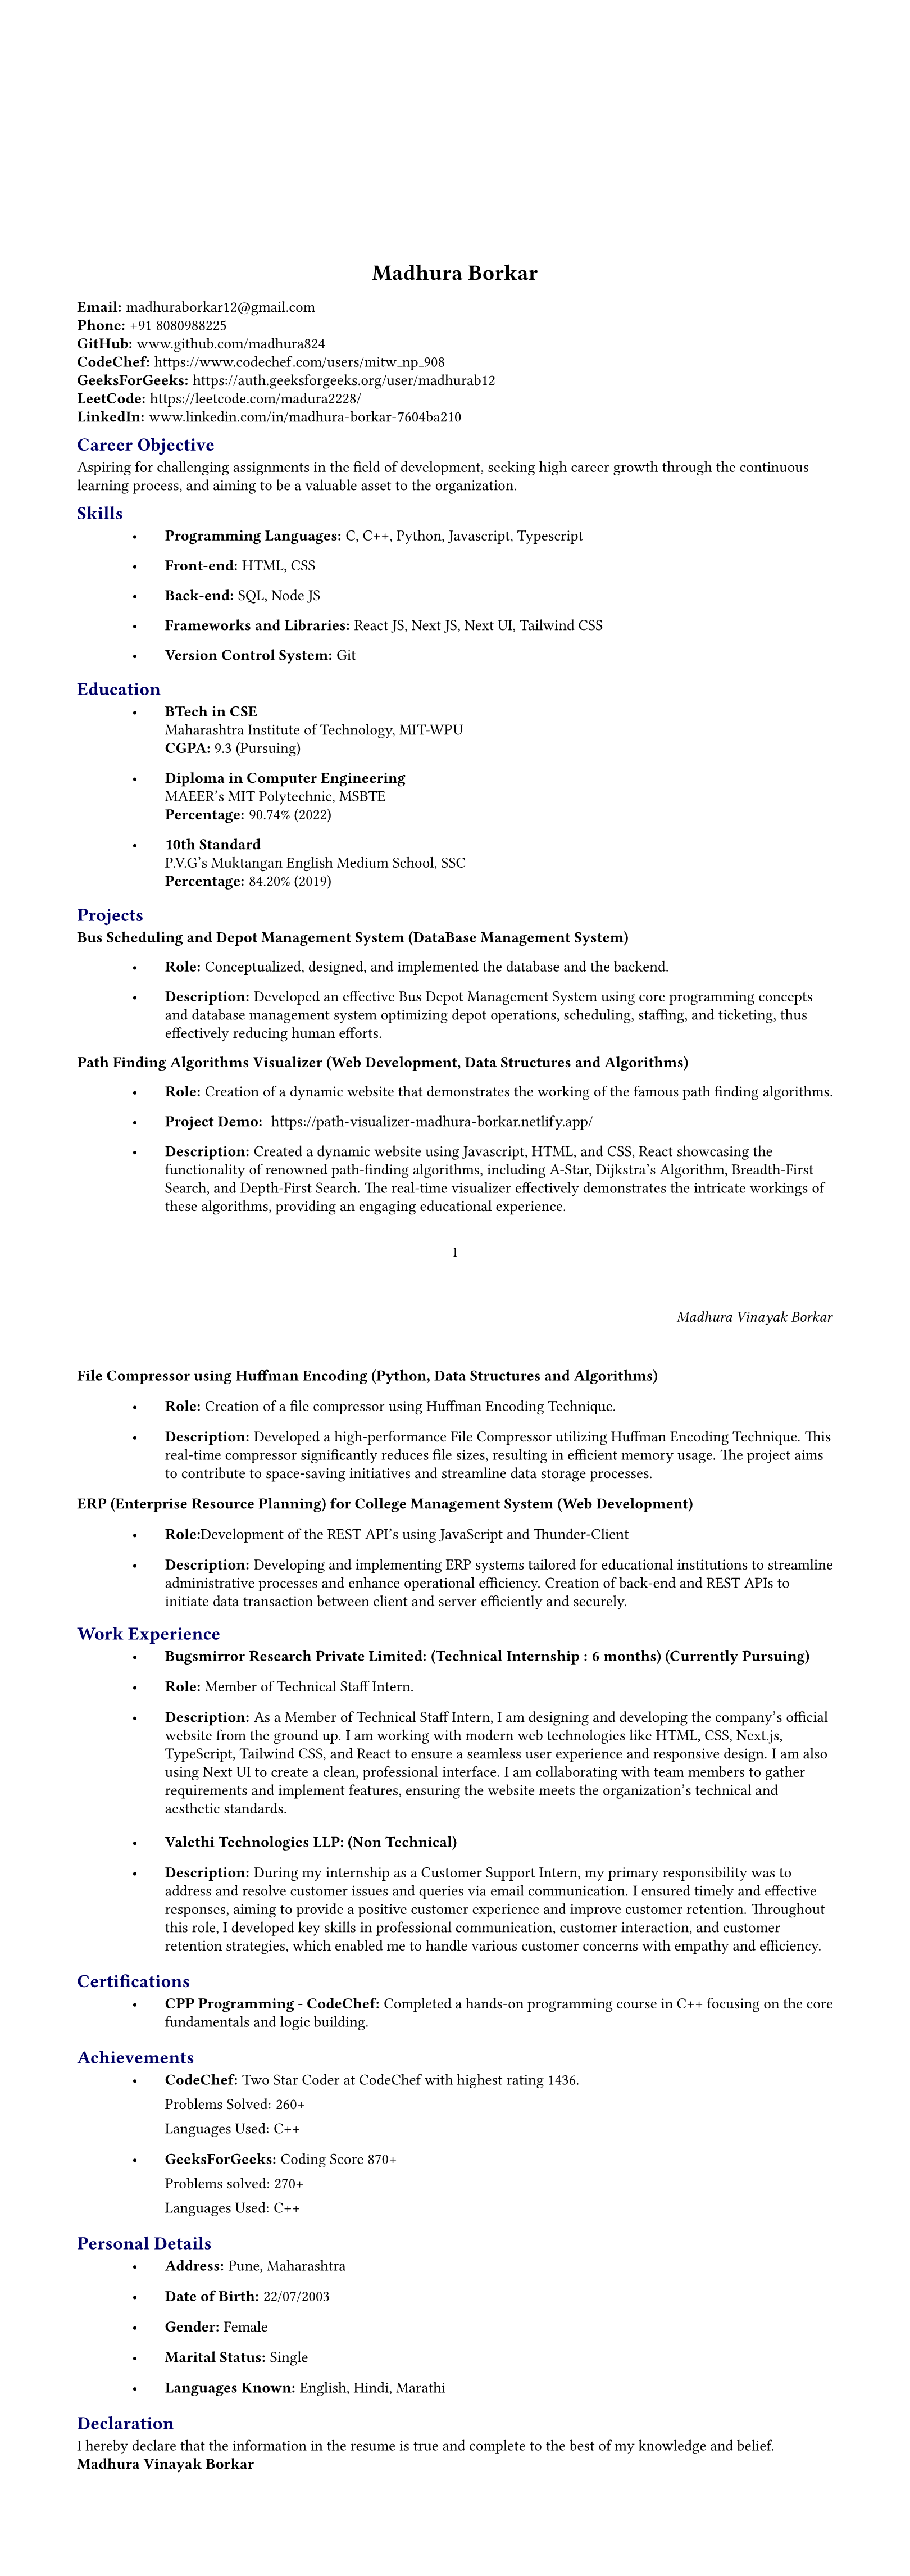 Madhura Borkar
Email: madhuraborkar12@gmail.com
Phone: +91 8080988225
GitHub: www.github.com/madhura824
CodeChef: https://www.codechef.com/users/mitw_np_908
GeeksForGeeks: https://auth.geeksforgeeks.org/user/madhurab12
LeetCode: https://leetcode.com/madura2228/
LinkedIn: www.linkedin.com/in/madhura-borkar-7604ba210
Career Objective
Aspiring for challenging assignments in the field of development, seeking high career growth through the continuous
learning process, and aiming to be a valuable asset to the organization.
Skills
• Programming Languages: C, C++, Python, Javascript, Typescript
• Front-end: HTML, CSS
• Back-end: SQL, Node JS
• Frameworks and Libraries: React JS, Next JS, Next UI, Tailwind CSS
• Version Control System: Git
Education
• BTech in CSE
Maharashtra Institute of Technology, MIT-WPU
CGPA: 9.3 (Pursuing)
• Diploma in Computer Engineering
MAEER's MIT Polytechnic, MSBTE
Percentage: 90.74% (2022)
• 10th Standard
P.V.G's Muktangan English Medium School, SSC
Percentage: 84.20% (2019)
Projects
Bus Scheduling and Depot Management System (DataBase Management System)
• Role: Conceptualized, designed, and implemented the database and the backend.
• Description: Developed an effective Bus Depot Management System using core programming concepts
and database management system optimizing depot operations, scheduling, staffing, and ticketing, thus
effectively reducing human efforts.
Path Finding Algorithms Visualizer (Web Development, Data Structures and Algorithms)
• Role: Creation of a dynamic website that demonstrates the working of the famous path finding algorithms.
• Project Demo: https://path-visualizer-madhura-borkar.netlify.app/
• Description: Created a dynamic website using Javascript, HTML, and CSS, React showcasing the
functionality of renowned path-finding algorithms, including A-Star, Dijkstra's Algorithm, Breadth-First
Search, and Depth-First Search. The real-time visualizer effectively demonstrates the intricate workings of
these algorithms, providing an engaging educational experience.
1
Madhura Vinayak Borkar
File Compressor using Huffman Encoding (Python, Data Structures and Algorithms)
• Role: Creation of a file compressor using Huffman Encoding Technique.
• Description: Developed a high-performance File Compressor utilizing Huffman Encoding Technique. This
real-time compressor significantly reduces file sizes, resulting in efficient memory usage. The project aims
to contribute to space-saving initiatives and streamline data storage processes.
ERP (Enterprise Resource Planning) for College Management System (Web Development)
• Role:Development of the REST API's using JavaScript and Thunder-Client
• Description: Developing and implementing ERP systems tailored for educational institutions to streamline
administrative processes and enhance operational efficiency. Creation of back-end and REST APIs to
initiate data transaction between client and server efficiently and securely.
Work Experience
• Bugsmirror Research Private Limited: (Technical Internship : 6 months) (Currently Pursuing)
• Role: Member of Technical Staff Intern.
• Description: As a Member of Technical Staff Intern, I am designing and developing the company's official
website from the ground up. I am working with modern web technologies like HTML, CSS, Next.js,
TypeScript, Tailwind CSS, and React to ensure a seamless user experience and responsive design. I am also
using Next UI to create a clean, professional interface. I am collaborating with team members to gather
requirements and implement features, ensuring the website meets the organization's technical and
aesthetic standards.
• Valethi Technologies LLP: (Non Technical)
• Description: During my internship as a Customer Support Intern, my primary responsibility was to
address and resolve customer issues and queries via email communication. I ensured timely and effective
responses, aiming to provide a positive customer experience and improve customer retention. Throughout
this role, I developed key skills in professional communication, customer interaction, and customer
retention strategies, which enabled me to handle various customer concerns with empathy and efficiency.
Certifications
• CPP Programming - CodeChef: Completed a hands-on programming course in C++ focusing on the core
fundamentals and logic building.
Achievements
• CodeChef: Two Star Coder at CodeChef with highest rating 1436.
Problems Solved: 260+
Languages Used: C++
• GeeksForGeeks: Coding Score 870+
Problems solved: 270+
Languages Used: C++
Personal Details
• Address: Pune, Maharashtra
• Date of Birth: 22/07/2003
• Gender: Female
• Marital Status: Single
• Languages Known: English, Hindi, Marathi
Declaration
I hereby declare that the information in the resume is true and complete to the best of my knowledge and belief.
Madhura Vinayak Borkar